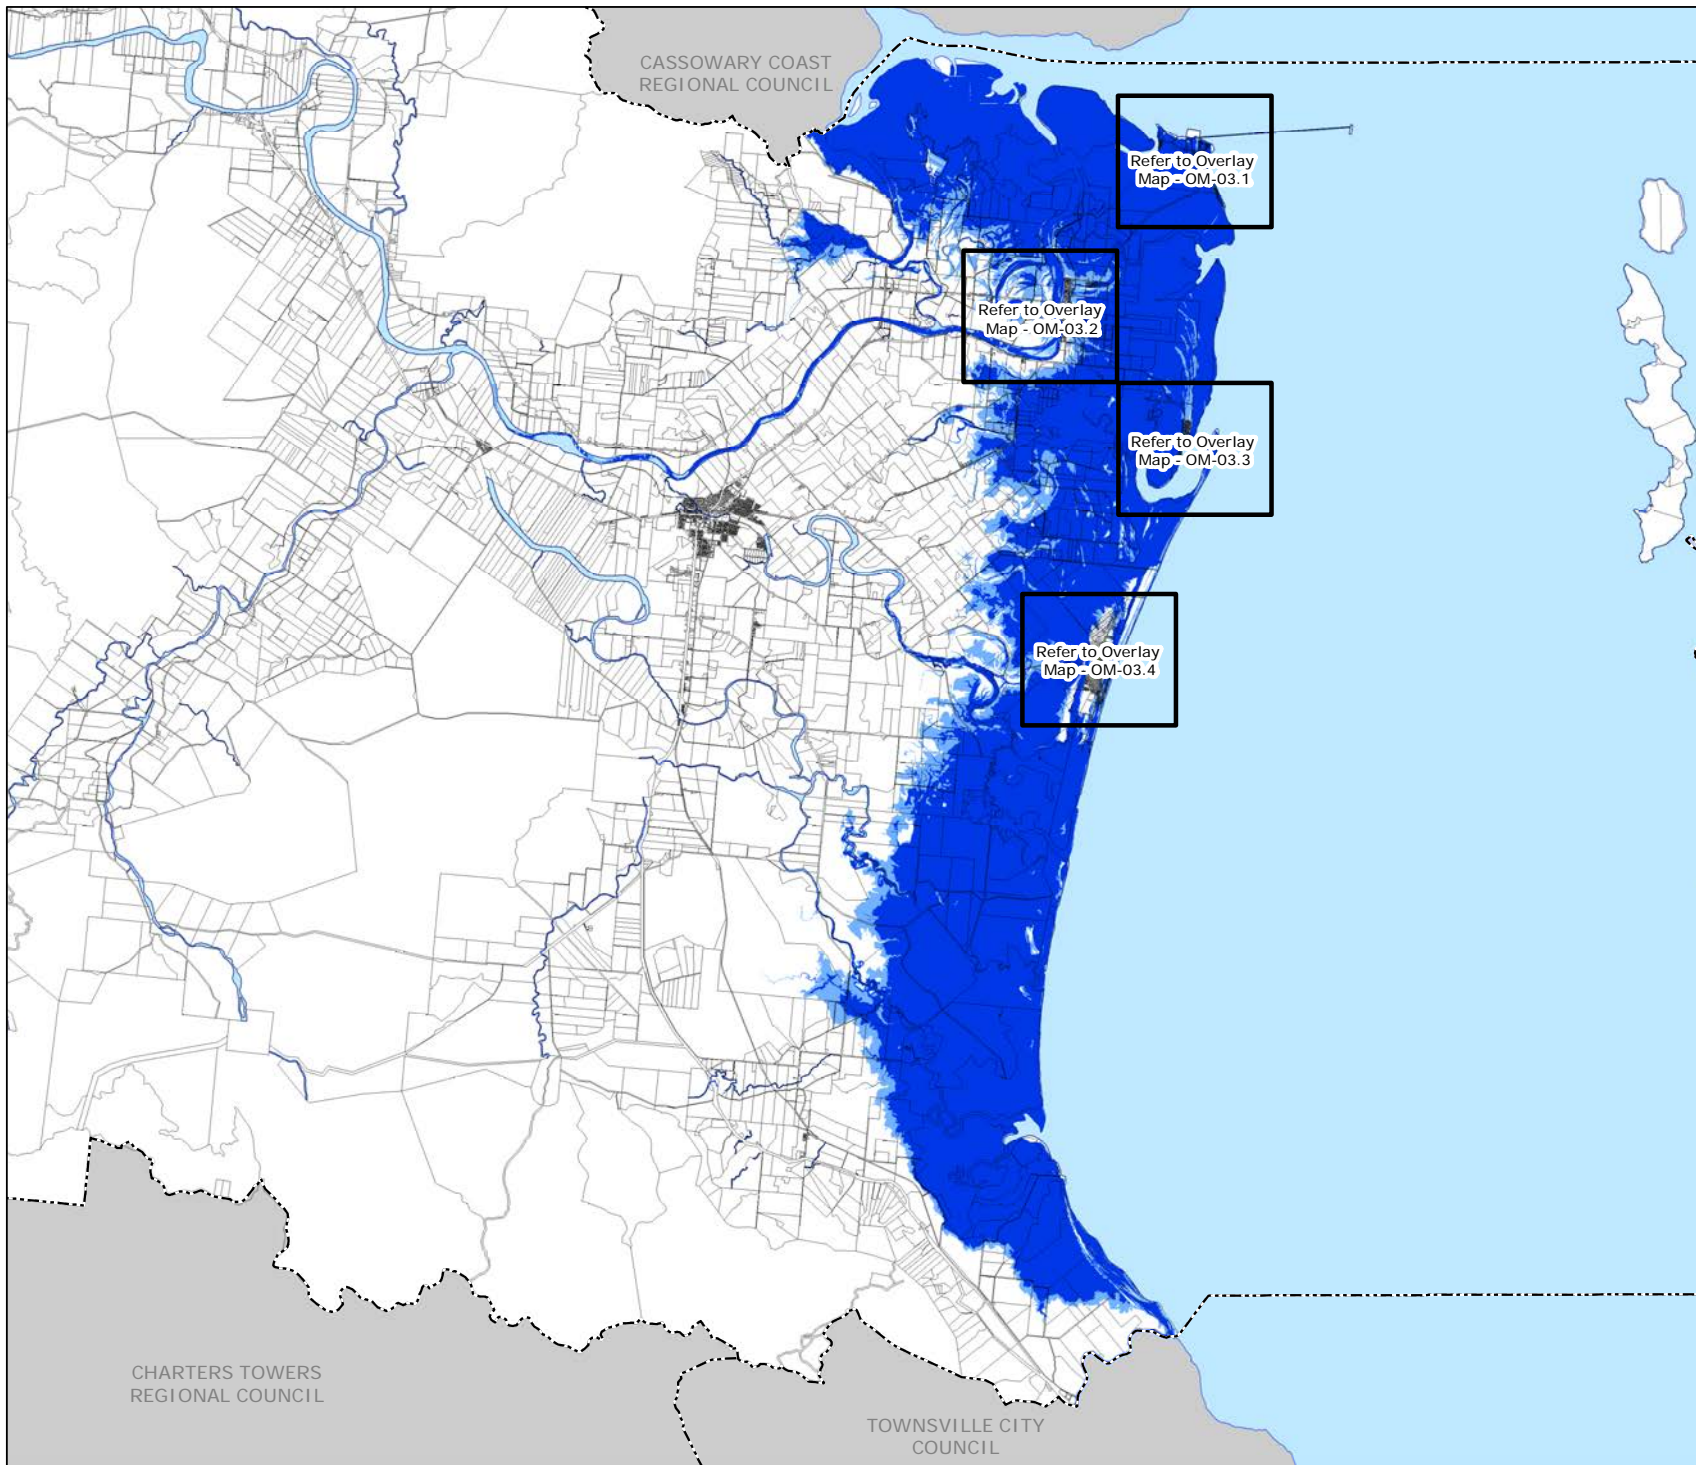 CASSOWARY COAST
REGIONAL COUNCIL
Refer to Overlay
Map - OM-03.1
Refer to Overlay
Map - OM-03.2
Refer to Overlay
Map - OM-03.3
Refer to Overlay
Map - OM-03.4
CHARTERS TOWERS
REGIONAL COUNCIL
TOWNSVILLE CITY
COUNCIL